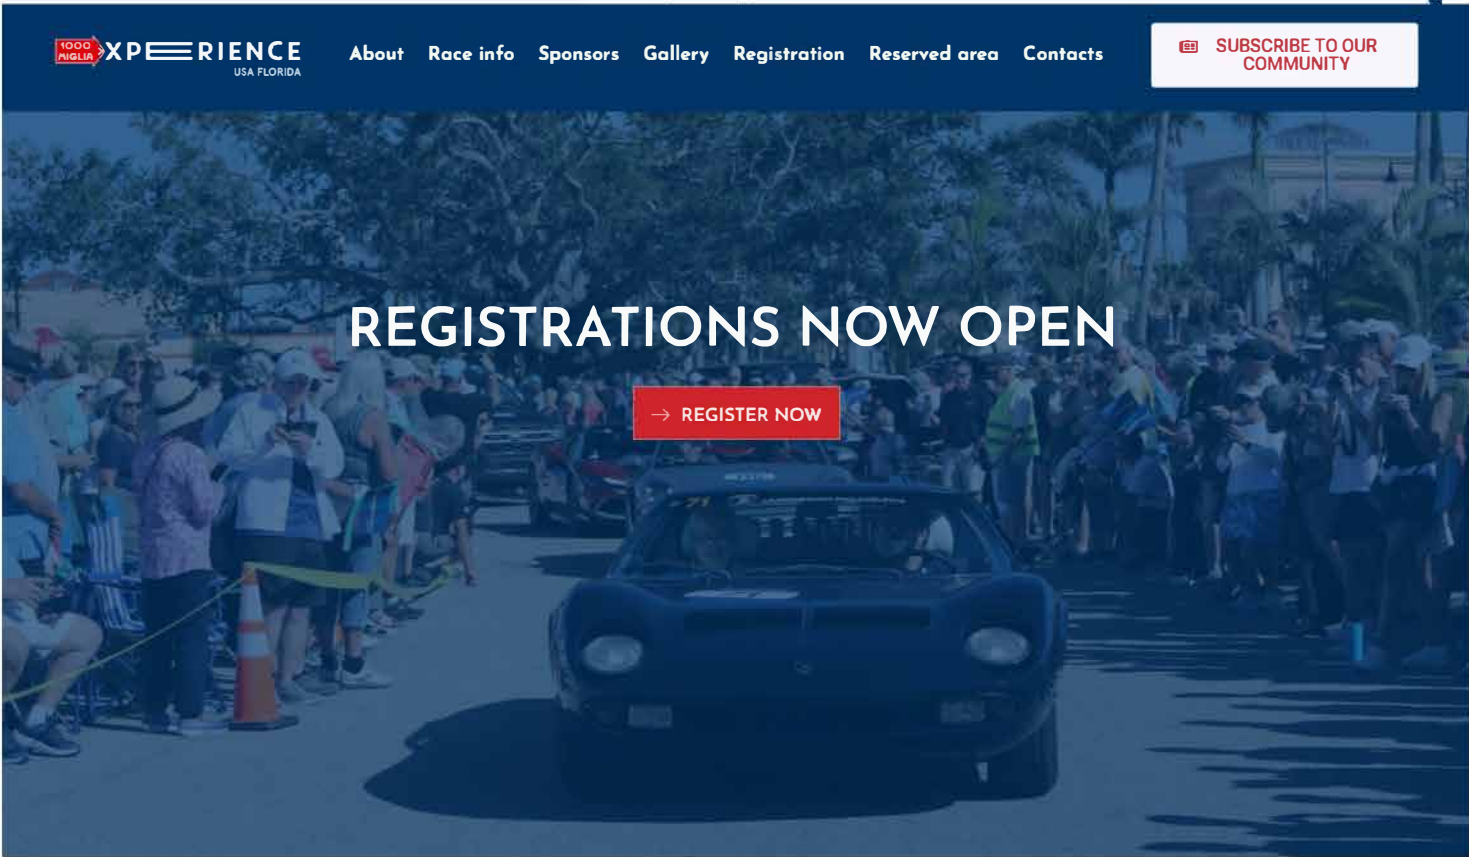 1000
MIGLIA
XPERIENCE
USA FLORIDA
About Race info Sponsors Gallery Registration Reserved area Contacts
SUBSCRIBE TO OUR
COMMUNITY
REGISTRATIONS NOW OPEN
→ REGISTER NOW
71